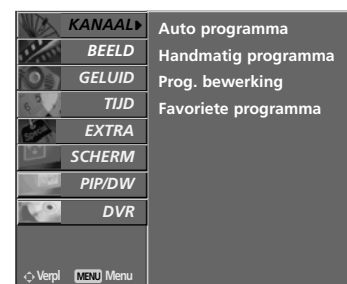 KANAAL
BEELD
GELUID
TIJD
EXTRA
SCHERM
PIP/DW
DVR
Verpl MENU Menu
Auto programma
Handmatig programma
Prog. bewerking
Favoriete programma